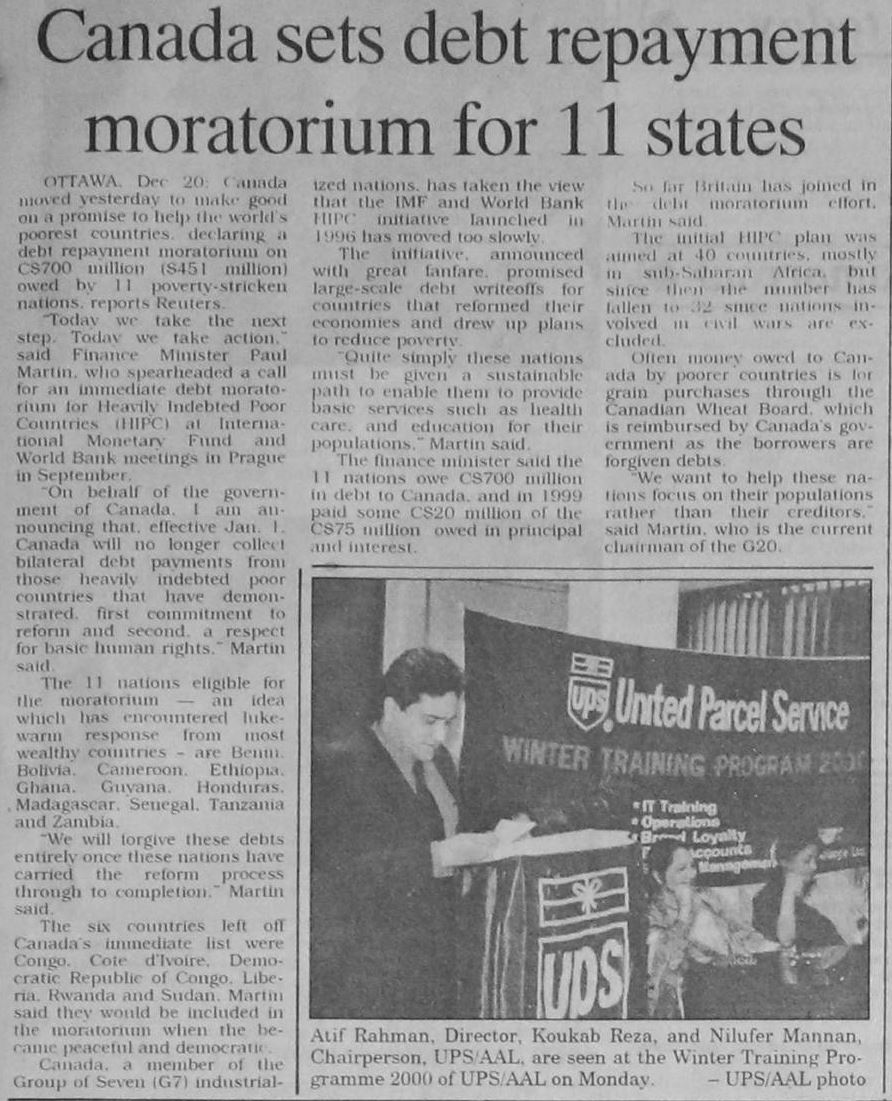 Canada sets debt repayment
moratorium for 11 states
OTTAWA, Dec 20: Canada
moved yesterday to make good
on a promise to help the world's
poorest countries, declaring a
debt repayment moratorium on
C$700 million ($451 million)
owed by 11 poverty-stricken
nations, reports Reuters.
"Today we take the next
step. Today we take action,"
said Finance Minister Paul
Martin, who spearheaded a call
for an immediate debt morato-
rium for Heavily Indebted Poor
Countries (HIPC) at Interna-
tional Monetary Fund and
World Bank meetings in Prague
in September.
"On behalf of the govern-
ment of Canada, I am an-
nouncing that, effective Jan. 1,
Canada will no longer collect
bilateral debt payments from
those heavily indebted poor
countries that have demon-
strated, first commitment to
reform and second, a respect
for basic human rights," Martin
said.
The 11 nations eligible for
the moratorium — an idea
which has encountered luke-
warm response from most
wealthy countries – are Benin,
Bolivia, Cameroon, Ethiopia,
Ghana, Guyana, Honduras,
Madagascar, Senegal, Tanzania
and Zambia.
"We will forgive these debts
entirely once these nations have
carried the reform process
through to completion," Martin
said.
The six countries left off
Canada's immediate list were
Congo, Cote d'Ivoire, Demo-
cratic Republic of Congo, Libe-
ria, Rwanda and Sudan. Martin
said they would be included in
the moratorium when the be-
came peaceful and democratic.
Canada, a member of the
Group of Seven (G7) industrial-
ized nations, has taken the view
that the IMF and World Bank
HIPC initiative launched in
1996 has moved too slowly.
The initiative, announced
with great fanfare, promised
large-scale debt writeoffs for
countries that reformed their
economies and drew up plans
to reduce poverty.
"Quite simply these nations
must be given a sustainable
path to enable them to provide
basic services such as health
care, and education for their
populations," Martin said.
The finance minister said the
11 nations owe C$700 million
in debt to Canada, and in 1999
paid some C$20 million of the
C$75 million owed in principal
and interest.
So far Britain has joined in
the debt moratorium effort,
Martin said.
The initial HIPC plan was
aimed at 40 countries, mostly
in sub-Saharan Africa, but
since then the number has
fallen to 32 since nations in-
volved in civil wars are ex-
cluded.
Often money owed to Can-
ada by poorer countries is for
grain purchases through the
Canadian Wheat Board, which
is reimbursed by Canada's gov-
ernment as the borrowers are
forgiven debts.
"We want to help these na-
tions focus on their populations
rather than their creditors,"
said Martin, who is the current
chairman of the G20.
ups United Parcel Service
WINTER TRAINING PROGRAM 2000
* IT Training
* Operations
* Brand Loyalty
ccounts
Management
UPS
Atif Rahman, Director, Koukab Reza, and Nilufer Mannan,
Chairperson, UPS/AAL, are seen at the Winter Training Pro-
gramme 2000 of UPS/AAL on Monday. – UPS/AAL photo